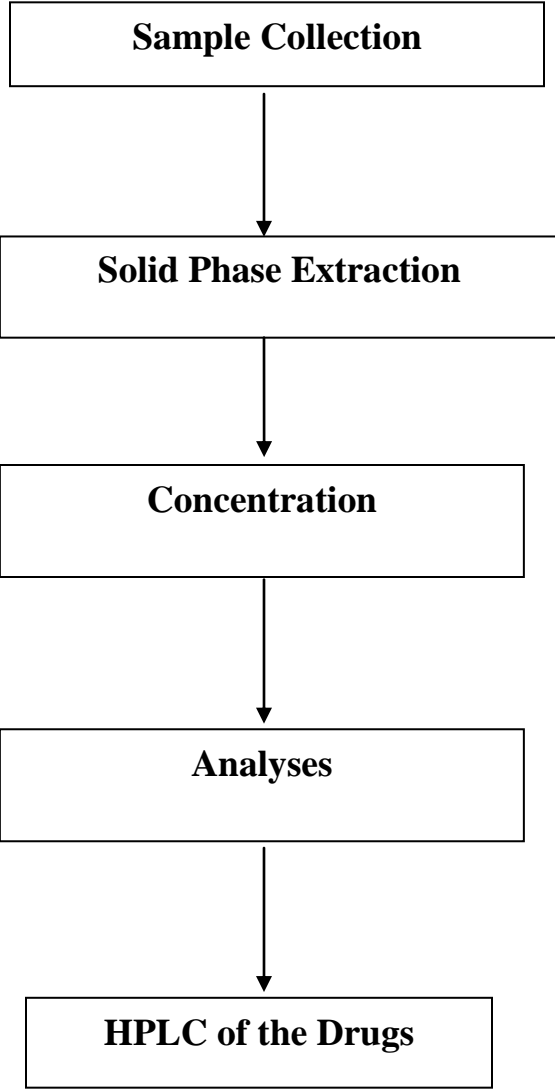 Sample Collection
Solid Phase Extraction
Concentration
Analyses
HPLC of the Drugs